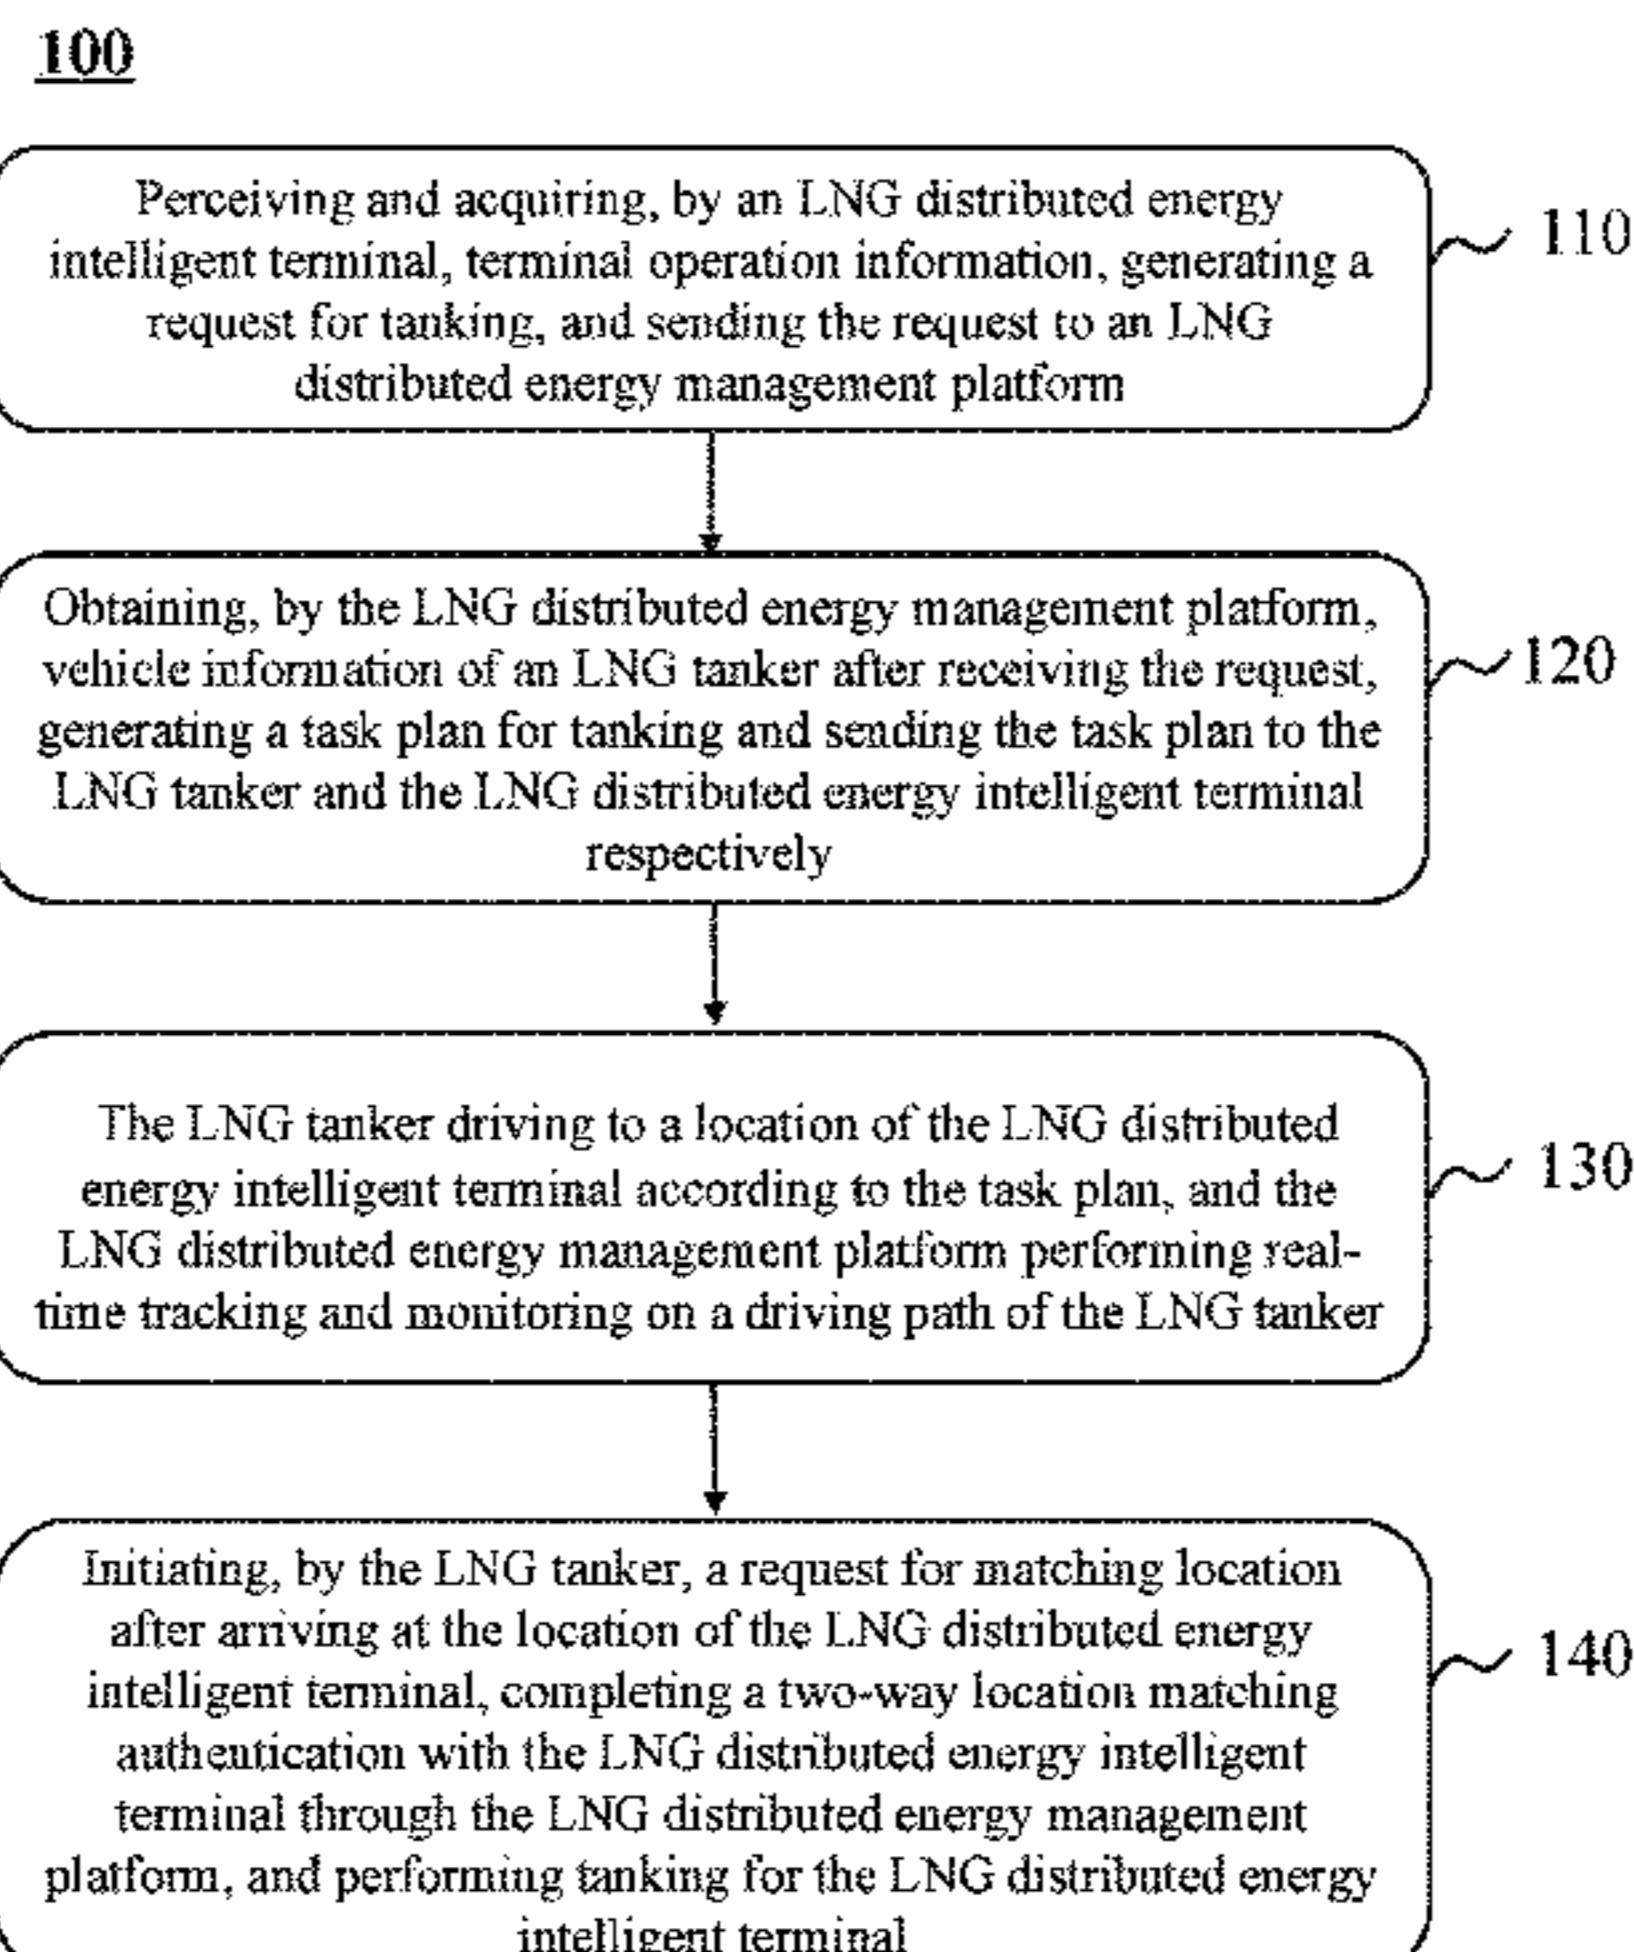 100
Perceiving and acquiring, by an LNG distributed energy
intelligent terminal, terminal operation information, generating a
request for tanking, and sending the request to an LNG
distributed energy management platform
110
Obtaining, by the LNG distributed energy management platform,
vehicle information of an LNG tanker after receiving the request,
generating a task plan for tanking and sending the task plan to the
LNG tanker and the LNG distributed energy intelligent terminal
respectively
120
The LNG tanker driving to a location of the LNG distributed
energy intelligent terminal according to the task plan, and the
LNG distributed energy management platform performing real-
time tracking and monitoring on a driving path of the LNG tanker
130
Initiating, by the LNG tanker, a request for matching location
after arriving at the location of the LNG distributed energy
intelligent terminal, completing a two-way location matching
authentication with the LNG distributed energy intelligent
terminal through the LNG distributed energy management
platform, and performing tanking for the LNG distributed energy
intelligent terminal
140